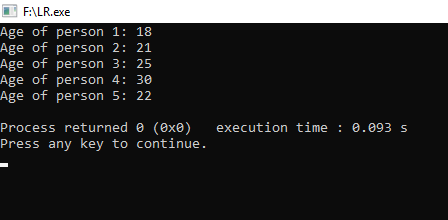 F:\LR.exe
Age of person 1: 18
Age of person 2: 21
Age of person 3: 25
Age of person 4: 30
Age of person 5: 22
Process returned 0 (0x0)   execution time : 0.093 s
Press any key to continue.